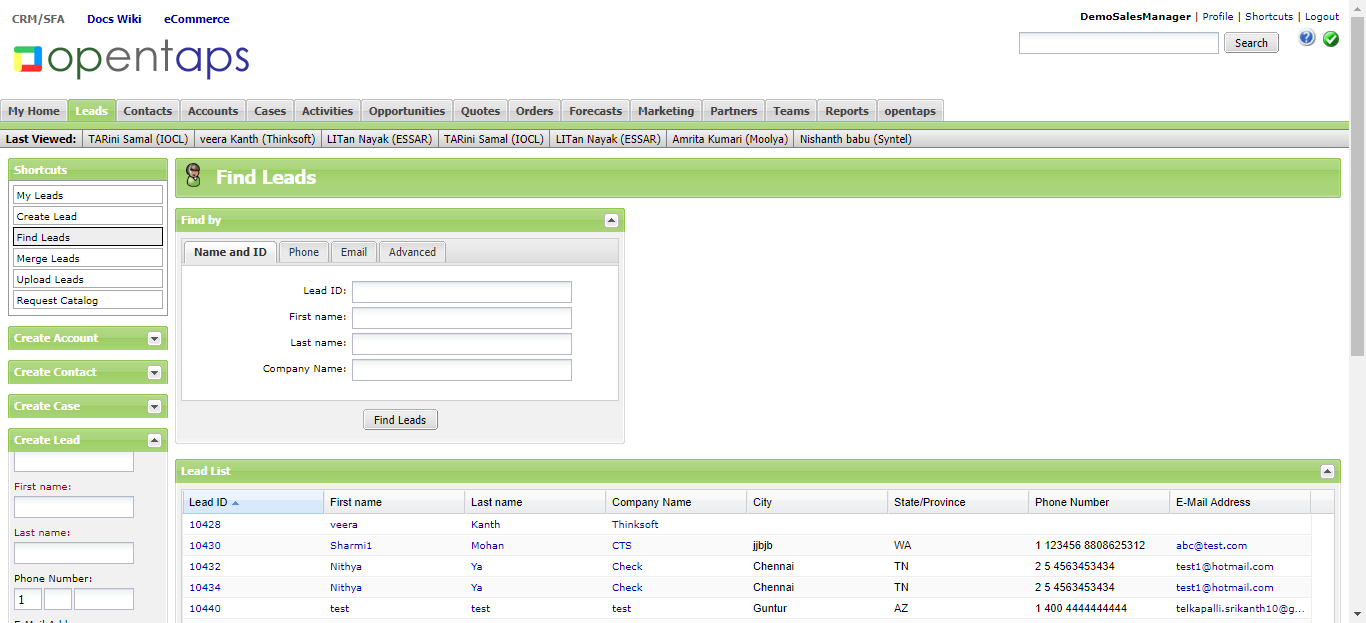 CRM/SFA Docs Wiki eCommerce
DemoSalesManager | Profile | Shortcuts | Logout
opentaps
Search
?
My Home Leads Contacts Accounts Cases Activities Opportunities Quotes Orders Forecasts Marketing Partners Teams Reports opentaps
Last Viewed: TARini Samal (IOCL) veera Kanth (Thinksoft) LITan Nayak (ESSAR) TARini Samal (IOCL) LITan Nayak (ESSAR) Amrita Kumari (Moolya) Nishanth babu (Syntel)
Shortcuts
My Leads
Create Lead
Find Leads
Merge Leads
Upload Leads
Request Catalog
Create Account
Create Contact
Create Case
Create Lead
First name:
Last name:
Phone Number:
1
Find Leads
Find by
Name and ID Phone Email Advanced
Lead ID:
First name:
Last name:
Company Name:
Find Leads
Lead List
Lead ID First name Last name Company Name City State/Province Phone Number E-Mail Address
10428 veera Kanth Thinksoft
10430 Sharmi1 Mohan CTS jjbjb WA 1 123456 8808625312 abc@test.com
10432 Nithya Ya Check Chennai TN 2 5 4563453434 test1@hotmail.com
10434 Nithya Ya Check Chennai TN 2 5 4563453434 test1@hotmail.com
10440 test test test Guntur AZ 1 400 4444444444 telkapalli.srikanth10@g...